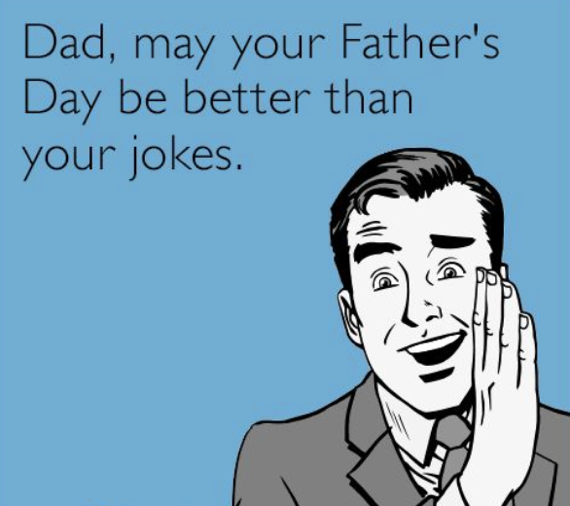 Dad, may your Father's
Day be better than
your jokes.